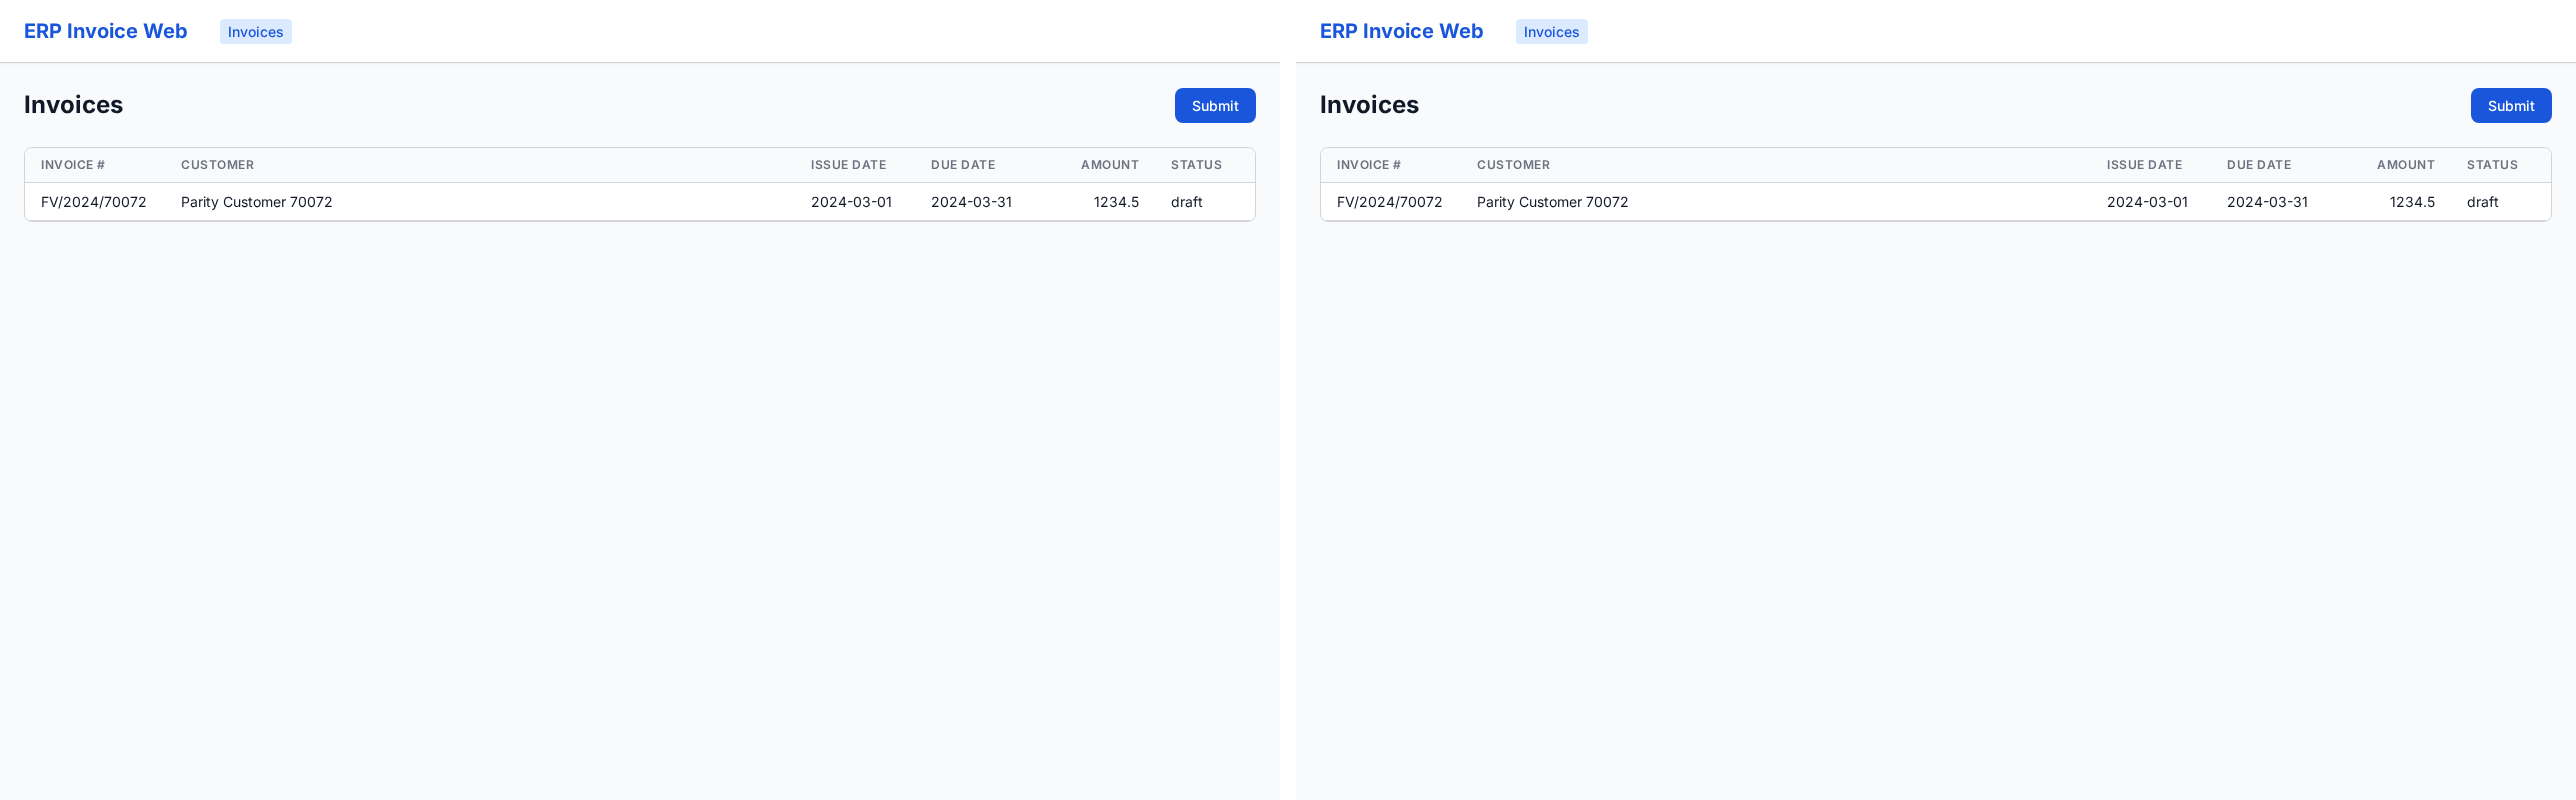 ERP Invoice Web Invoices
Invoices Submit
INVOICE # CUSTOMER ISSUE DATE DUE DATE AMOUNT STATUS
FV/2024/70072 Parity Customer 70072 2024-03-01 2024-03-31 1234.5 draft
ERP Invoice Web Invoices
Invoices Submit
INVOICE # CUSTOMER ISSUE DATE DUE DATE AMOUNT STATUS
FV/2024/70072 Parity Customer 70072 2024-03-01 2024-03-31 1234.5 draft